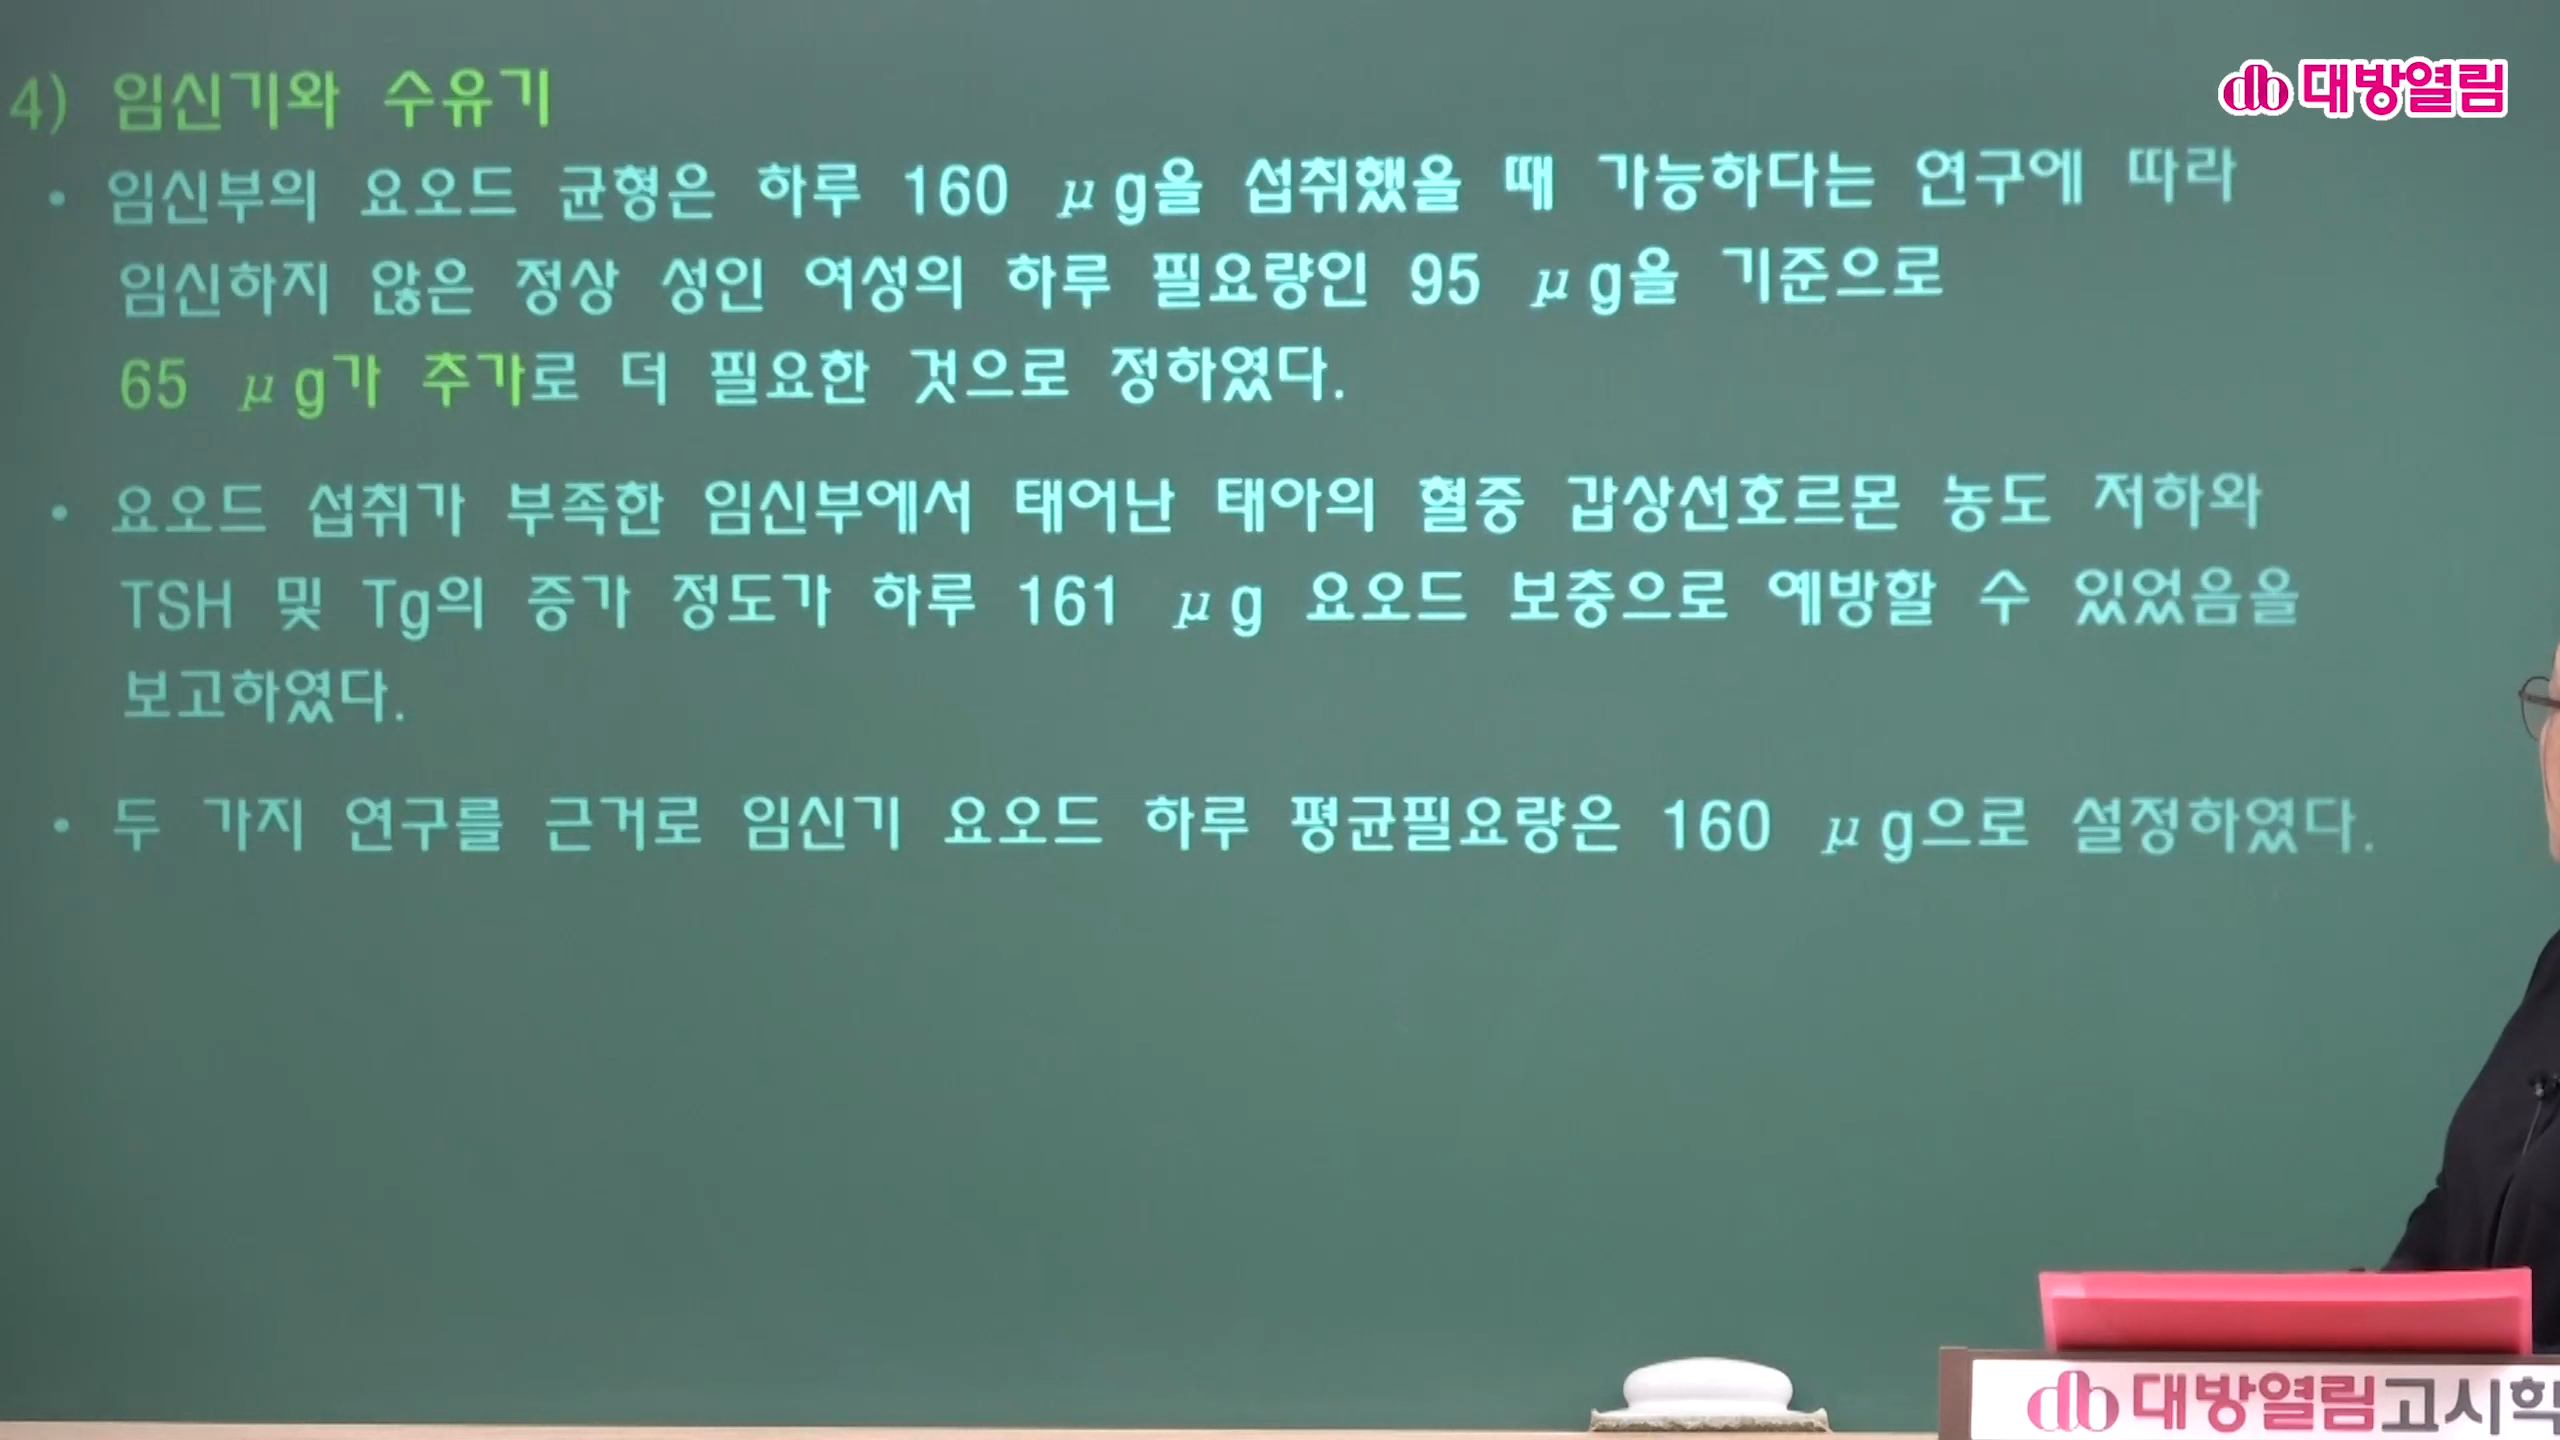 대방열림
4) 임신기와 수유기
• 임신부의 요오드 균형은 하루 160 μg을 섭취했을 때 가능하다는 연구에 따라
임신하지 않은 정상 성인 여성의 하루 필요량인 95 μg을 기준으로
65 μg가 추가로 더 필요한 것으로 정하였다.
• 요오드 섭취가 부족한 임신부에서 태어난 태아의 혈중 갑상선호르몬 농도 저하와
TSH 및 Tg의 증가 정도가 하루 161 μg 요오드 보충으로 예방할 수 있었음을
보고하였다.
• 두 가지 연구를 근거로 임신기 요오드 하루 평균필요량은 160 μg으로 설정하였다.
대방열림고시학